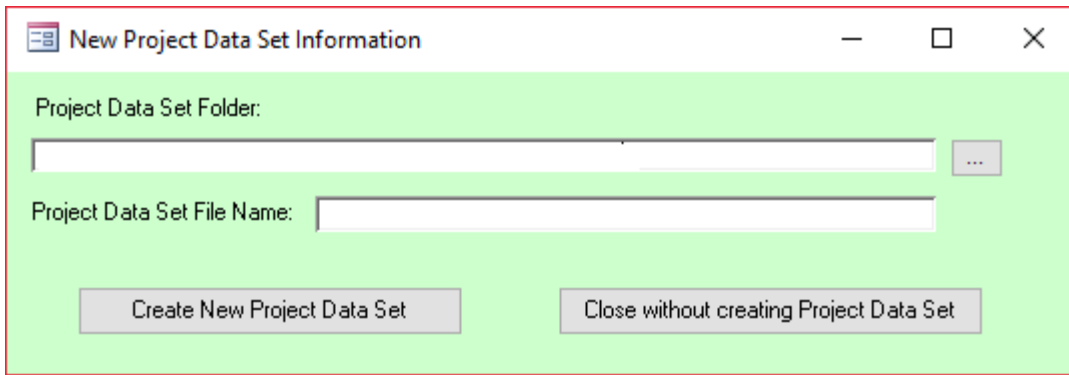 New Project Data Set Information
Project Data Set Folder:
...
Project Data Set File Name:
Create New Project Data Set
Close without creating Project Data Set